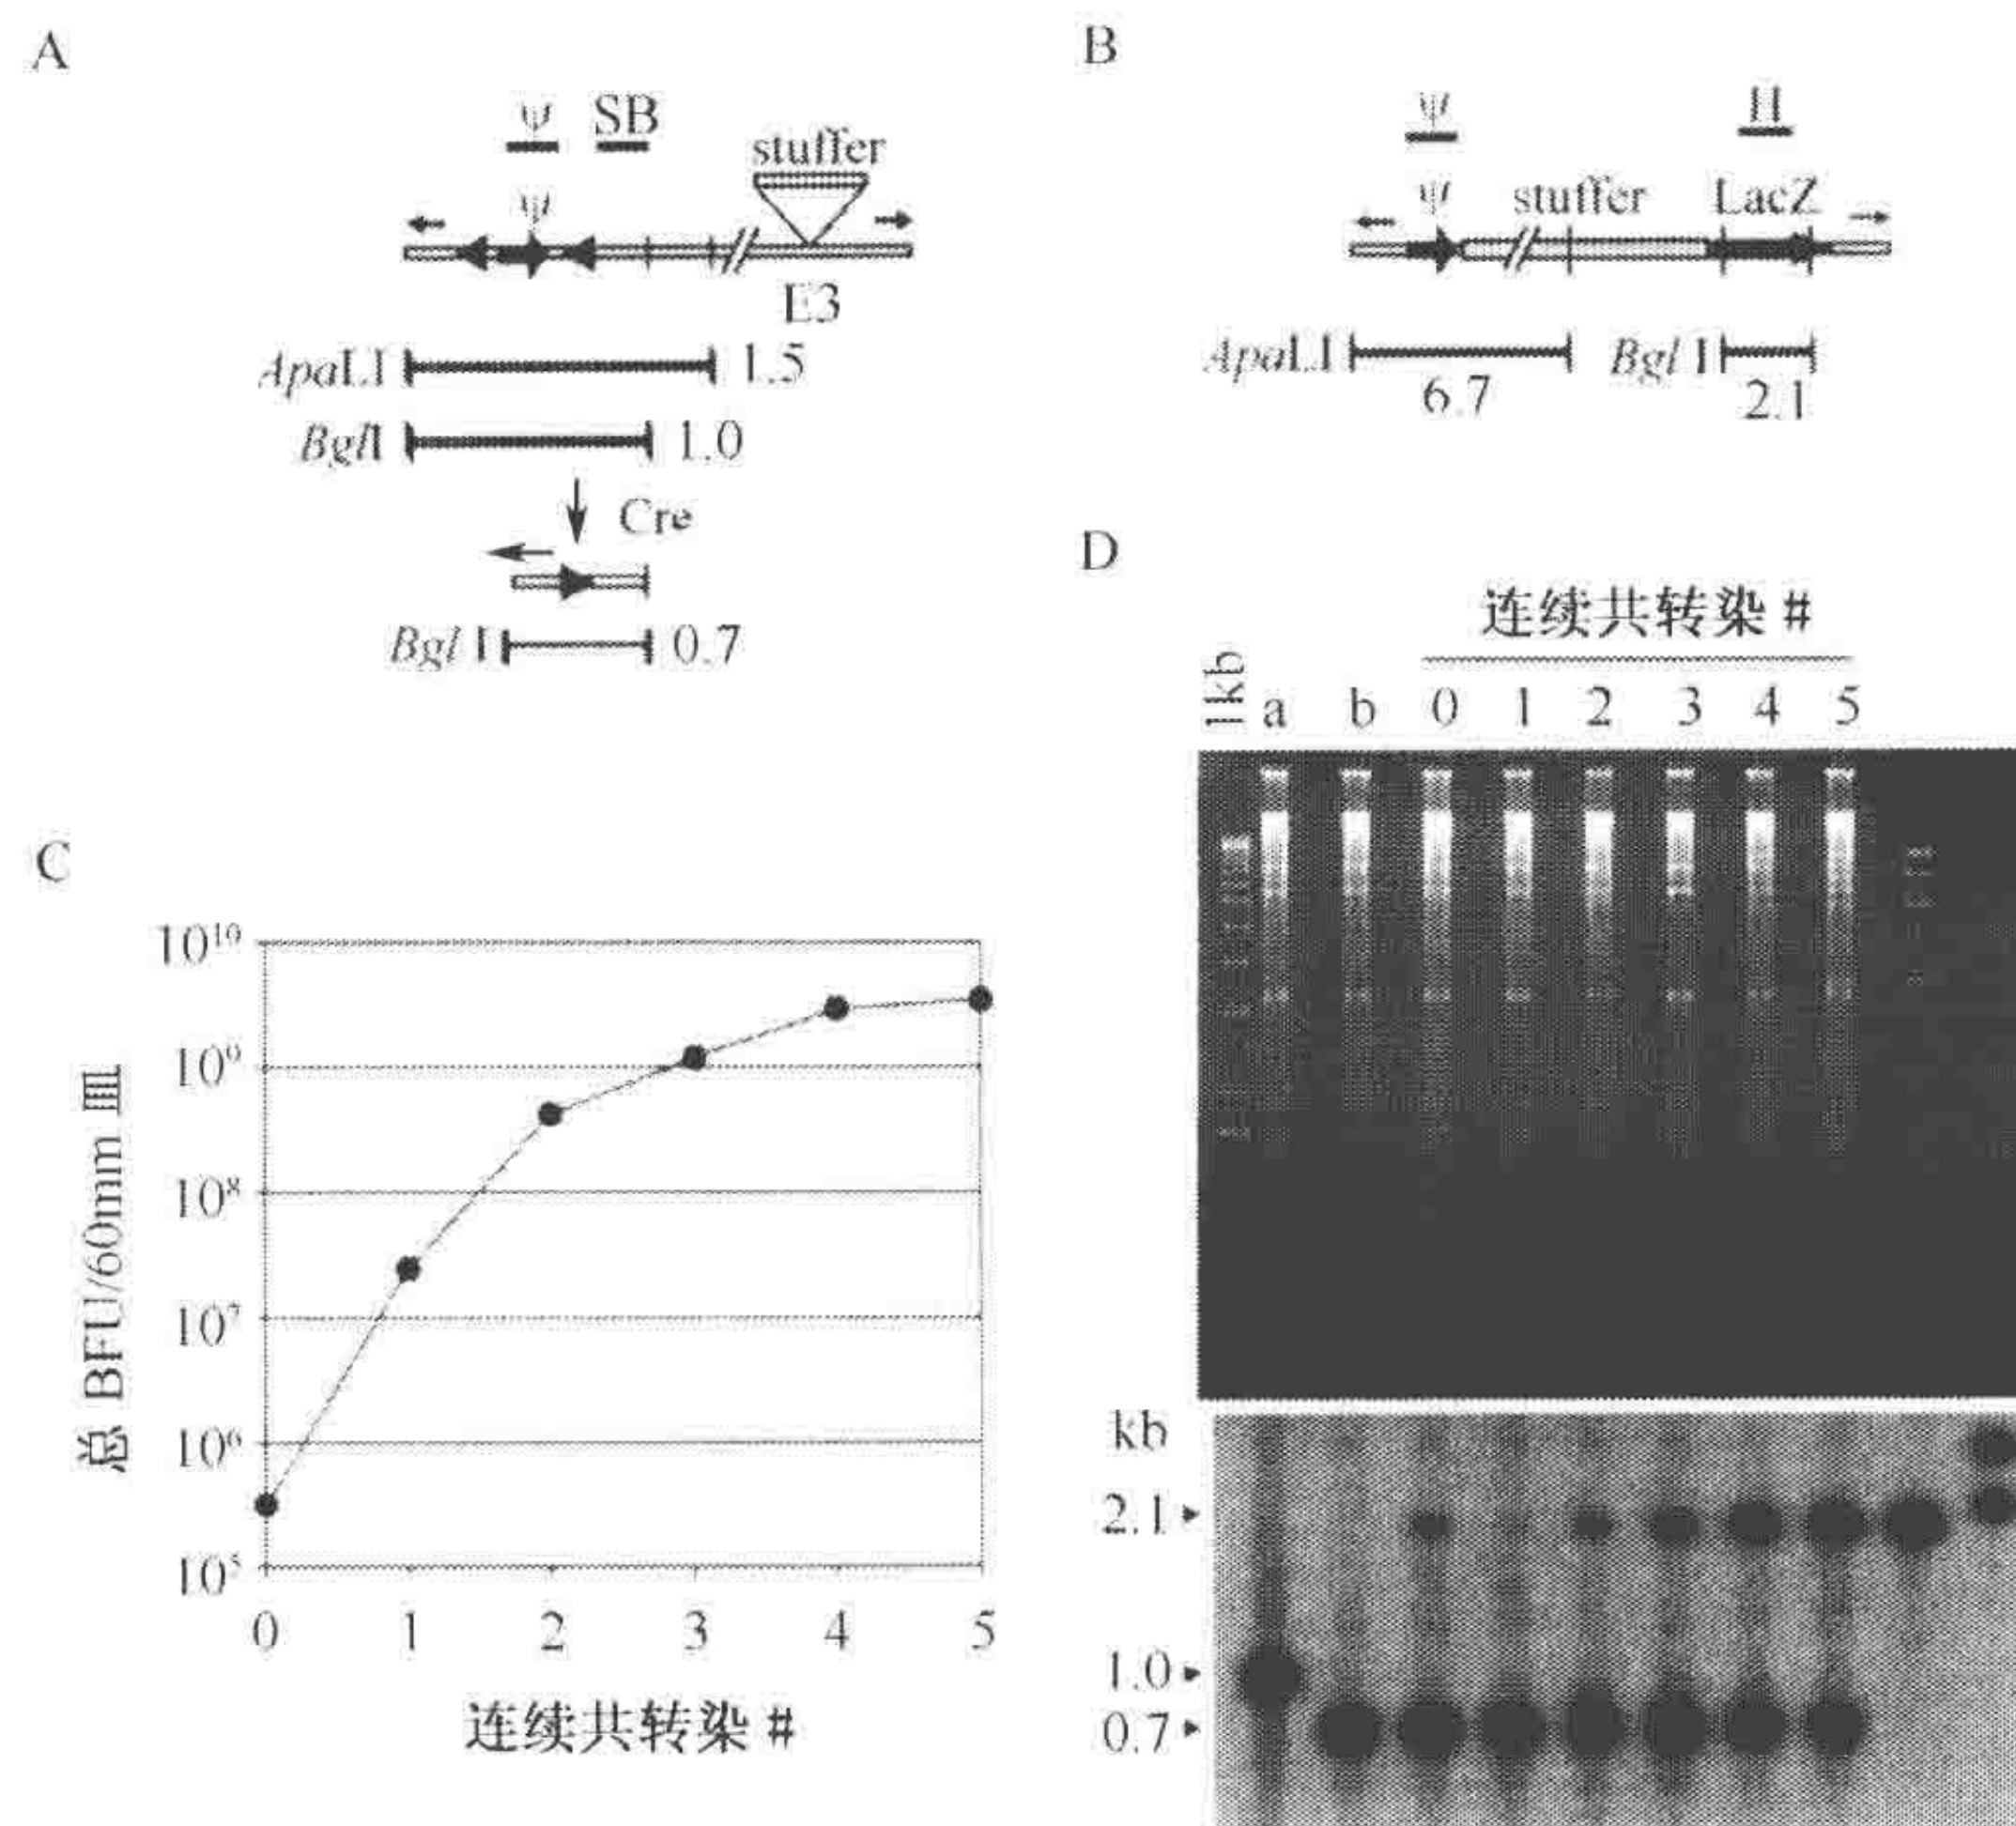 A
ψ SB
stuffer
ψ
E3
ApaLI 1.5
BglI 1.0
Cre
Bgl I 0.7
B
ψ H
ψ stuffer LacZ
ApaLI 6.7
Bgl I 2.1
C
总 BFU/60mm 皿
10¹⁰
10⁹
10⁸
10⁷
10⁶
10⁵
0 1 2 3 4 5
连续共转染 #
D
连续共转染 #
1kb a b 0 1 2 3 4 5
kb
2.1
1.0
0.7